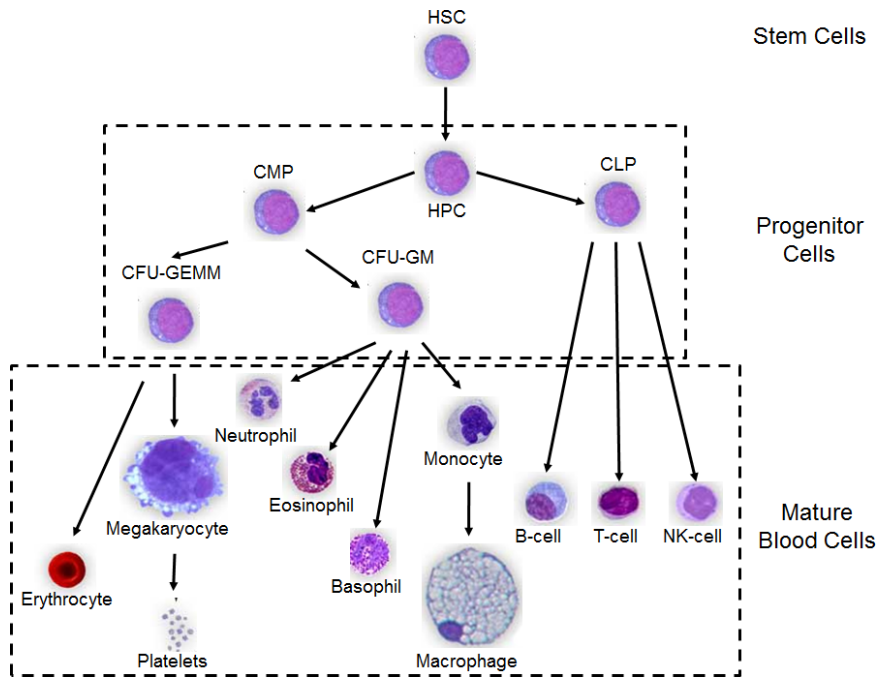 HSC
Stem Cells
CMP
HPC
CLP
Progenitor
Cells
CFU-GEMM
CFU-GM
Neutrophil
Monocyte
Eosinophil
Megakaryocyte
B-cell
T-cell
NK-cell
Mature
Blood Cells
Basophil
Erythrocyte
Platelets
Macrophage